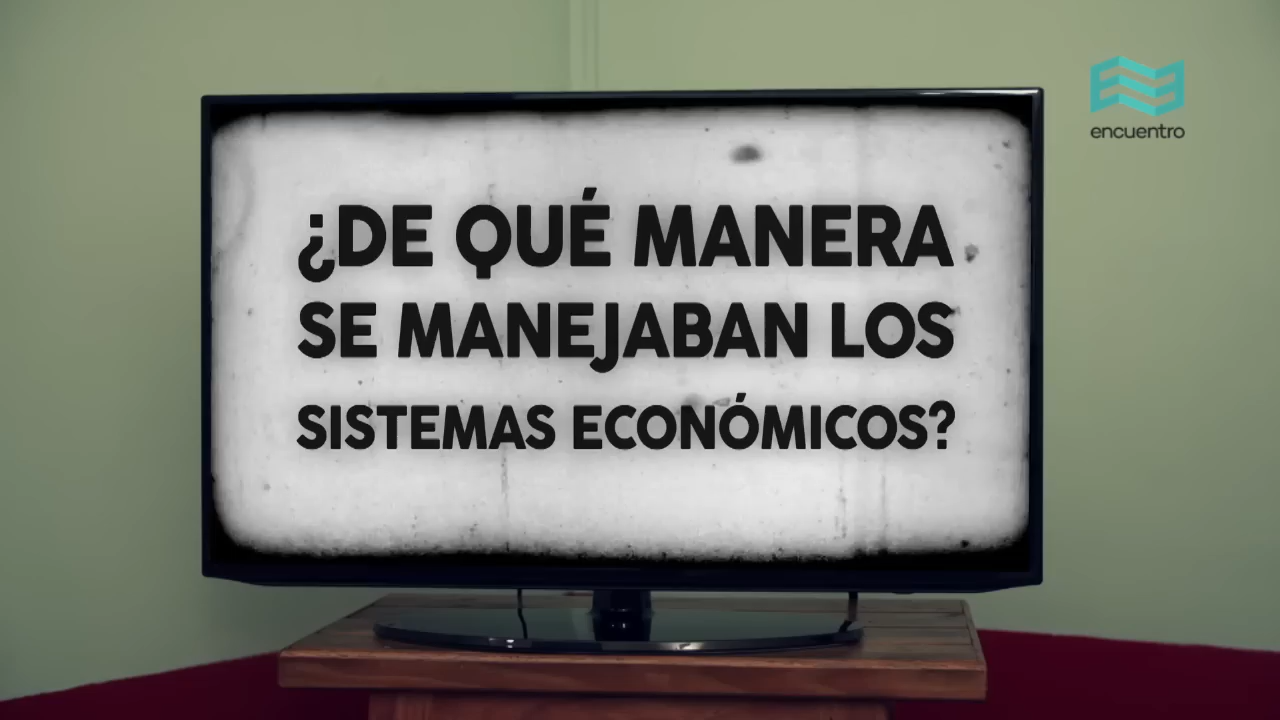 ¿DE QUÉ MANERA
SE MANEJABAN LOS
SISTEMAS ECONÓMICOS?
encuentro